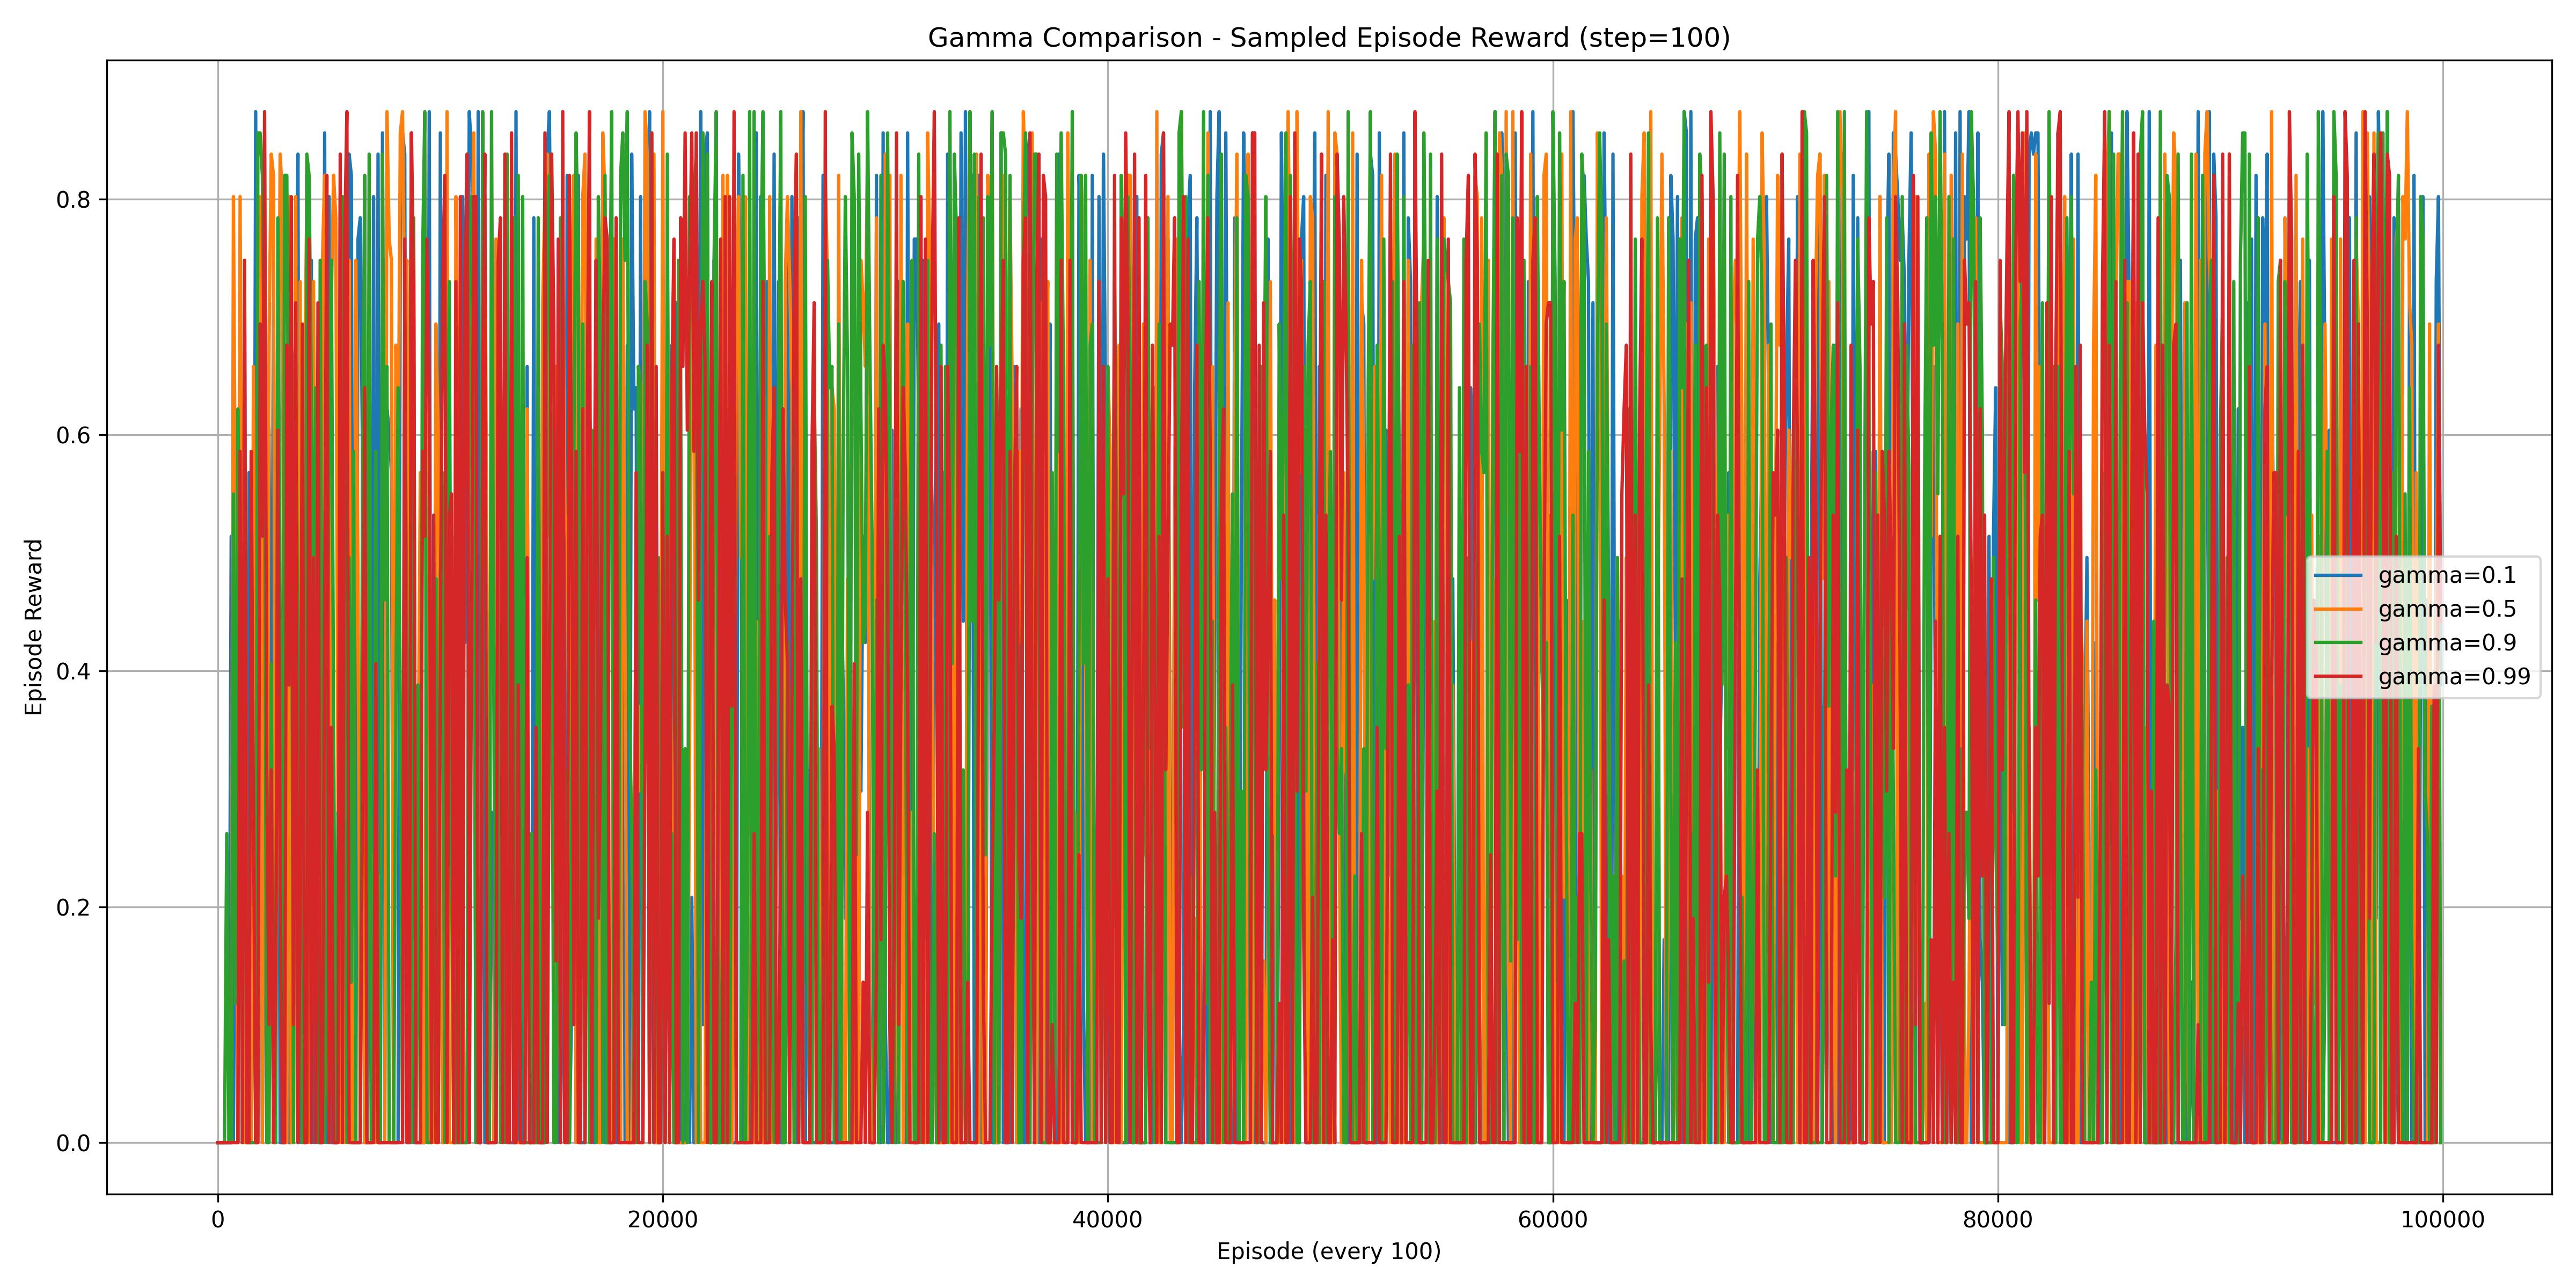 Gamma Comparison - Sampled Episode Reward (step=100)
Episode Reward
0.8
0.6
0.4
0.2
0.0
gamma=0.1
gamma=0.5
gamma=0.9
gamma=0.99
0 20000 40000 60000 80000 100000
Episode (every 100)